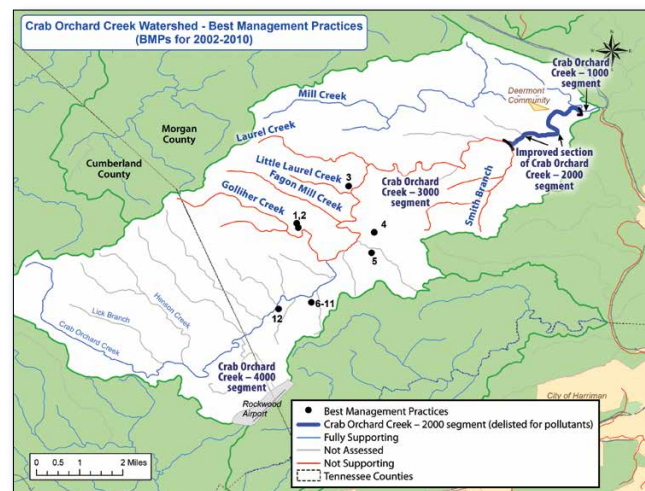 Crab Orchard Creek Watershed - Best Management Practices
(BMPs for 2002-2010)
Crab Orchard
Creek – 1000
segment
Deermont
Community
Mill Creek
Morgan
County
Laurel Creek
Improved section
of Crab Orchard
Creek – 2000
segment
Cumberland
County
Little Laurel Creek
3
Crab Orchard
Creek – 3000
segment
Fagon Mill Creek
Smith Branch
Golliher Creek
1,2
4
5
Henson Creek
6-11
12
Lick Branch
Crab Orchard Creek
Crab Orchard
Creek – 4000
segment
Rockwood
Airport
City of Harriman
Best Management Practices
Crab Orchard Creek – 2000 segment (delisted for pollutants)
Fully Supporting
Not Assessed
Not Supporting
Tennessee Counties
0 0.5 1 2 Miles